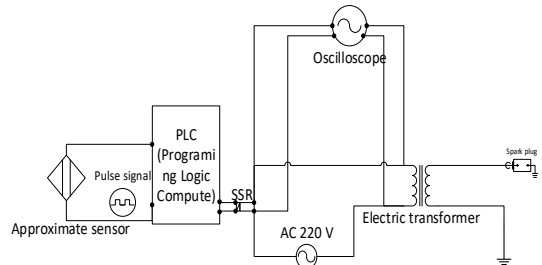 Oscilloscope
PLC
(Programi
ng Logic
Compute)
Pulse signal
SSR
Approximate sensor
AC 220 V
Electric transformer
Spark plug